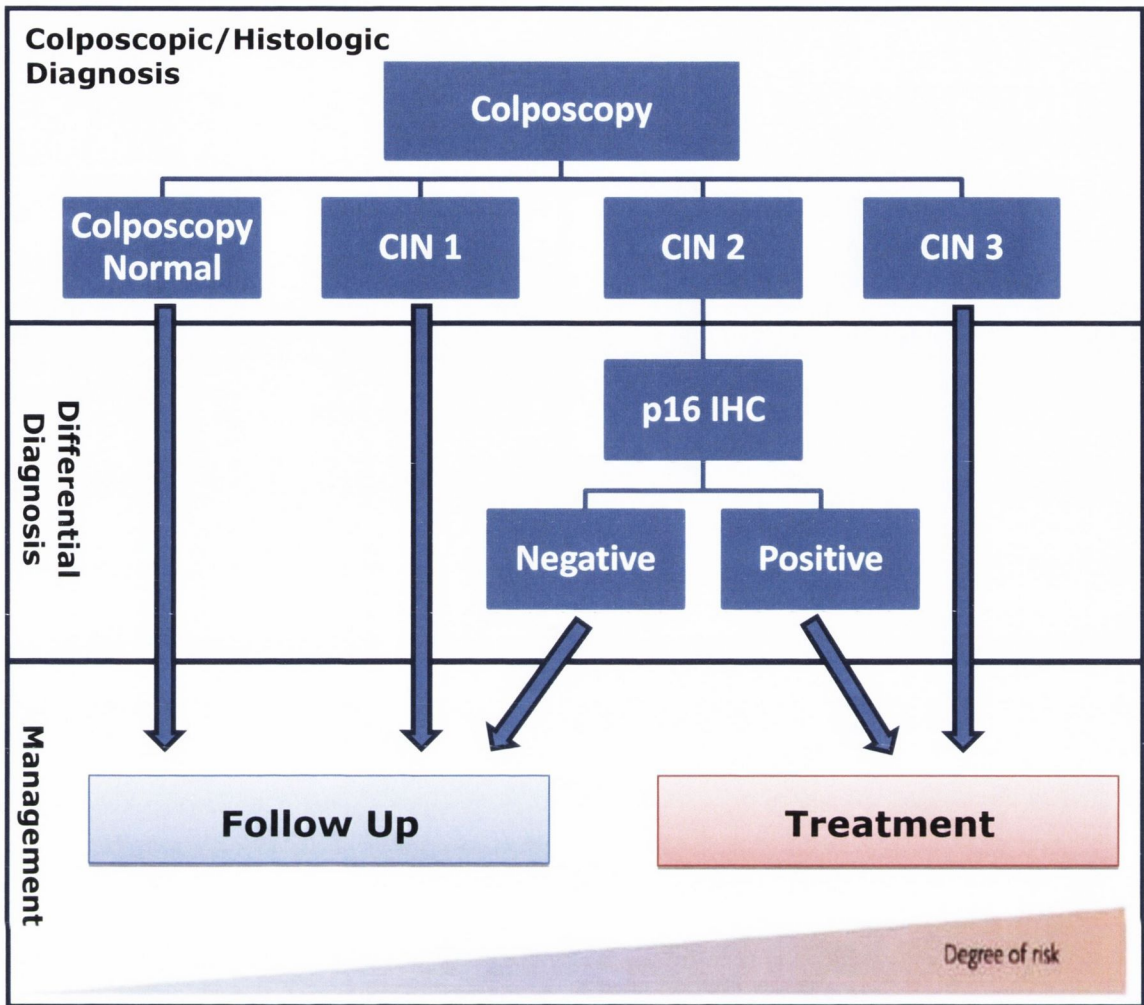 Colposcopic/Histologic
Diagnosis
Colposcopy
Colposcopy
Normal
CIN 1
CIN 2
CIN 3
Differential
Diagnosis
p16 IHC
Negative
Positive
Management
Follow Up
Treatment
Degree of risk